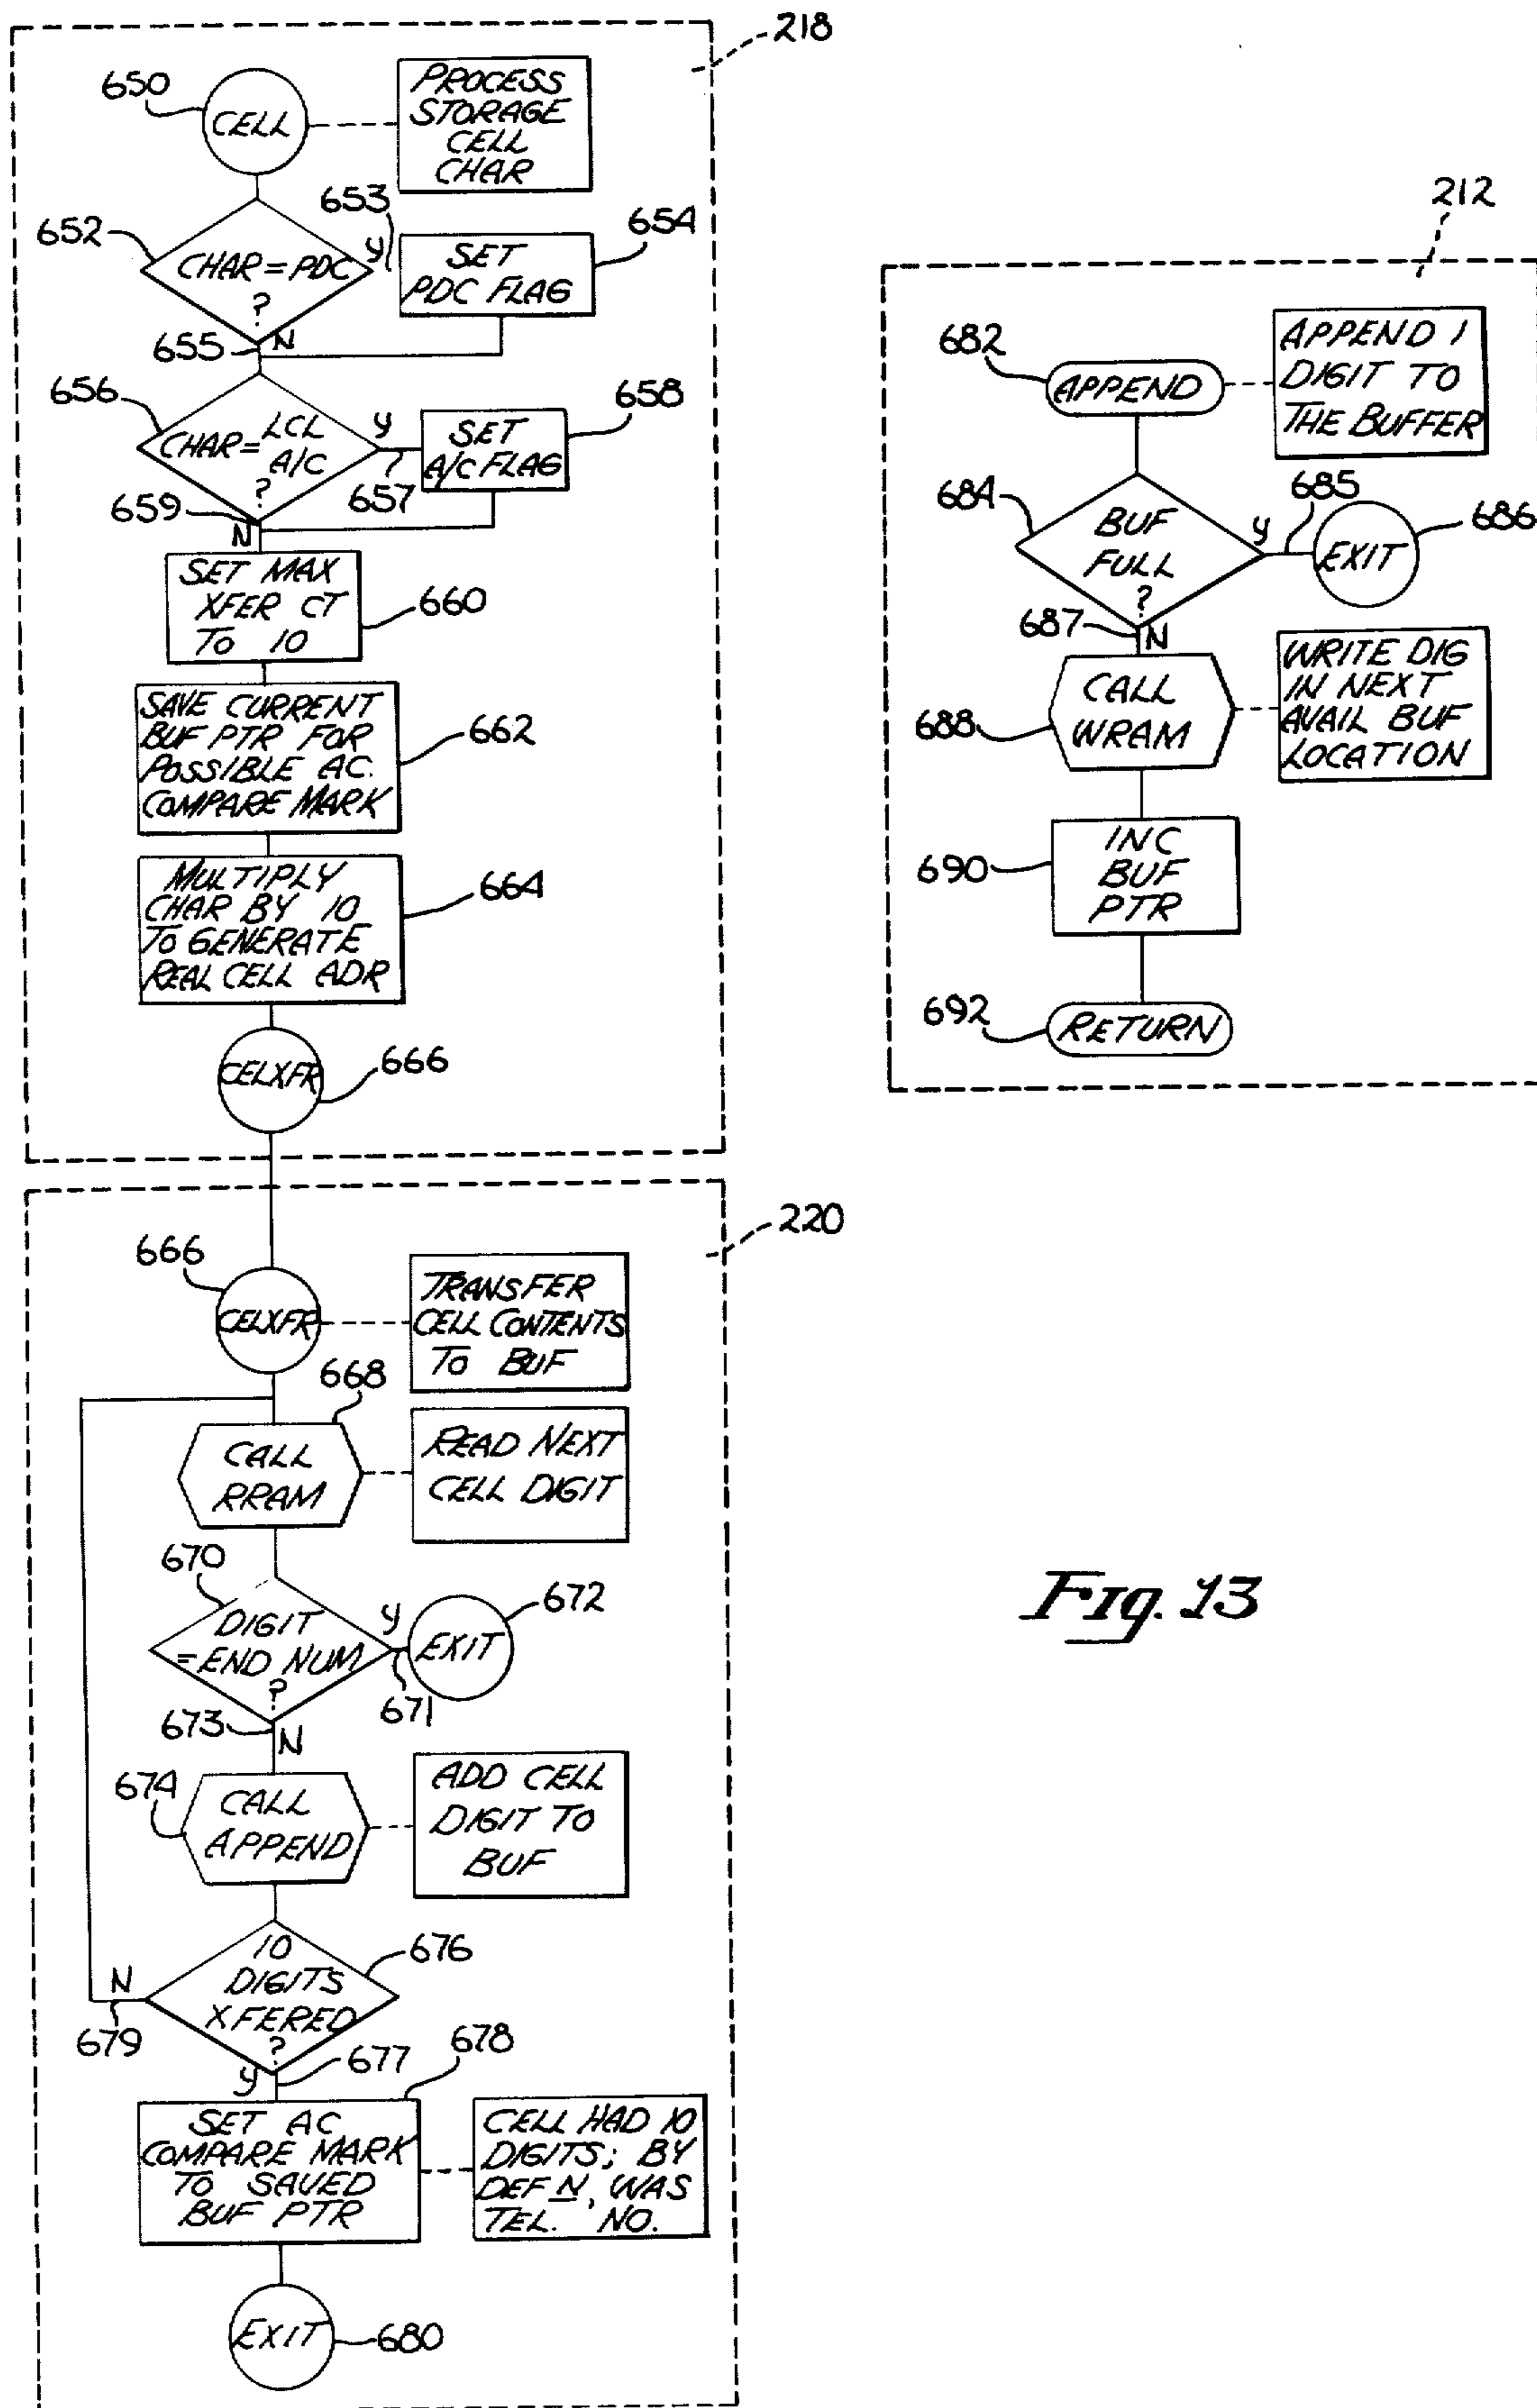 218
650
CELL
PROCESS
STORAGE
CELL
CHAR
652
CHAR=PDC
?
653
Y
654
SET
PDC FLAG
655
N
656
CHAR= LCL
A/C
?
Y
657
658
SET
A/C FLAG
659
N
SET MAX
XFER CT
TO 10
660
SAVE CURRENT
BUF PTR FOR
POSSIBLE AC.
COMPARE MARK
662
MULTIPLY
CHAR BY 10
TO GENERATE
REAL CELL ADR
664
CELXFR
666
220
666
CELXFR
TRANSFER
CELL CONTENTS
TO BUF
668
CALL
RRAM
READ NEXT
CELL DIGIT
670
DIGIT
=END NUM
?
Y
671
EXIT
672
673
N
674
CALL
APPEND
ADD CELL
DIGIT TO
BUF
10
DIGITS
XFERED
?
676
N
679
Y
677
678
SET AC
COMPARE MARK
TO SAVED
BUF PTR
CELL HAD 10
DIGITS; BY
DEF N, WAS
TEL. NO.
EXIT
680
212
682
APPEND
APPEND 1
DIGIT TO
THE BUFFER
684
BUF
FULL
?
Y
685
EXIT
686
687
N
688
CALL
WRAM
WRITE DIG
IN NEXT
AVAIL BUF
LOCATION
690
INC
BUF
PTR
692
RETURN
Fig. 13